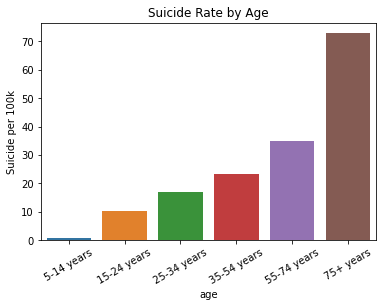 Suicide Rate by Age
Suicide per 100k
70
60
50
40
30
20
10
0
5-14 years
15-24 years
25-34 years
35-54 years
55-74 years
75+ years
age